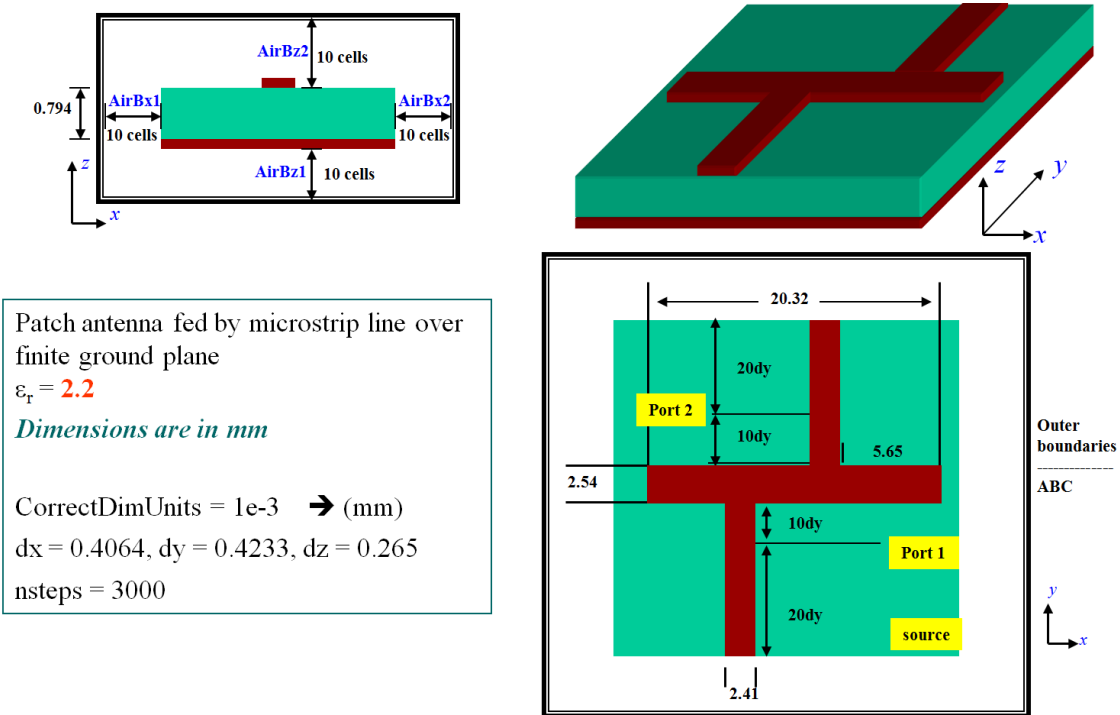 AirBz2
10 cells
0.794
AirBx1
AirBx2
10 cells
10 cells
AirBz1
10 cells
z
x
z
y
x
Patch antenna fed by microstrip line over
finite ground plane
εr = 2.2
Dimensions are in mm
CorrectDimUnits = 1e-3 ➔ (mm)
dx = 0.4064, dy = 0.4233, dz = 0.265
nsteps = 3000
20.32
20dy
Port 2
10dy
5.65
2.54
10dy
Port 1
20dy
source
2.41
Outer
boundaries
---------------
ABC
y
x